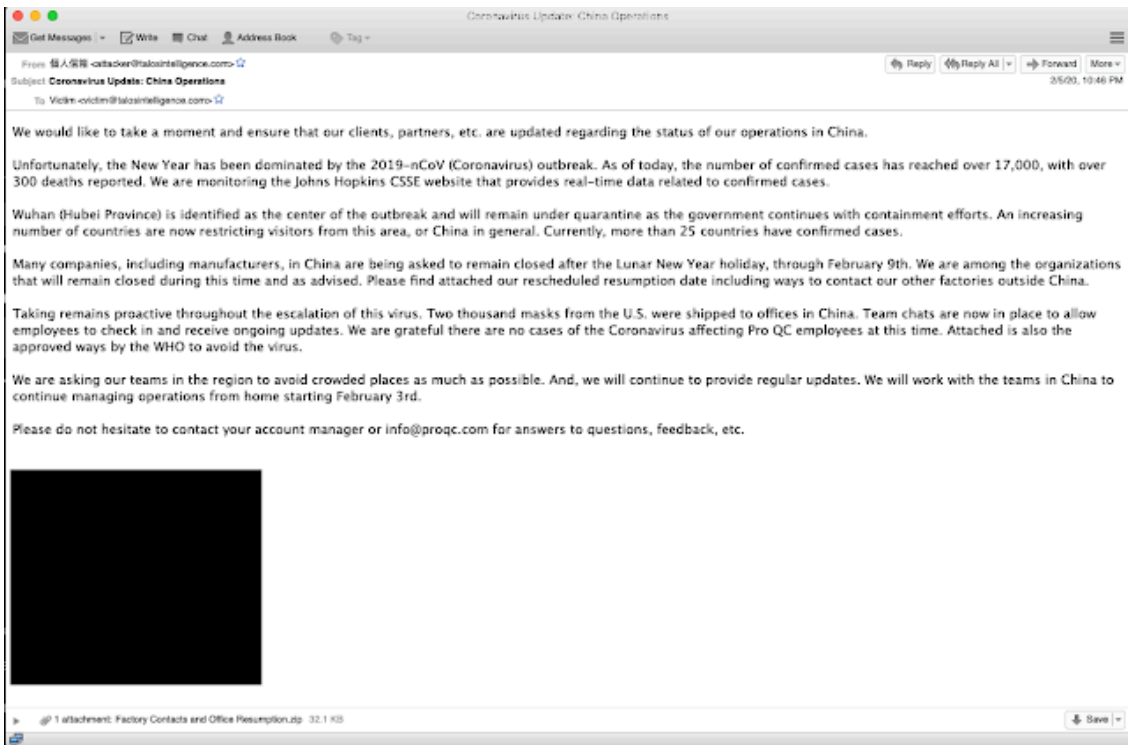 Coronavirus Update: China Operations
Get Messages Write Chat Address Book Tag
From 個人信箱 <attacker@talosintelligence.com> Reply Reply All Forward More
Subject Coronavirus Update: China Operations 2/5/20, 10:46 PM
To Victim <victim@talosintelligence.com>
We would like to take a moment and ensure that our clients, partners, etc. are updated regarding the status of our operations in China.
Unfortunately, the New Year has been dominated by the 2019-nCoV (Coronavirus) outbreak. As of today, the number of confirmed cases has reached over 17,000, with over
300 deaths reported. We are monitoring the Johns Hopkins CSSE website that provides real-time data related to confirmed cases.
Wuhan (Hubei Province) is identified as the center of the outbreak and will remain under quarantine as the government continues with containment efforts. An increasing
number of countries are now restricting visitors from this area, or China in general. Currently, more than 25 countries have confirmed cases.
Many companies, including manufacturers, in China are being asked to remain closed after the Lunar New Year holiday, through February 9th. We are among the organizations
that will remain closed during this time and as advised. Please find attached our rescheduled resumption date including ways to contact our other factories outside China.
Taking remains proactive throughout the escalation of this virus. Two thousand masks from the U.S. were shipped to offices in China. Team chats are now in place to allow
employees to check in and receive ongoing updates. We are grateful there are no cases of the Coronavirus affecting Pro QC employees at this time. Attached is also the
approved ways by the WHO to avoid the virus.
We are asking our teams in the region to avoid crowded places as much as possible. And, we will continue to provide regular updates. We will work with the teams in China to
continue managing operations from home starting February 3rd.
Please do not hesitate to contact your account manager or info@proqc.com for answers to questions, feedback, etc.
1 attachment: Factory Contacts and Office Resumption.zip 32.1 KB Save